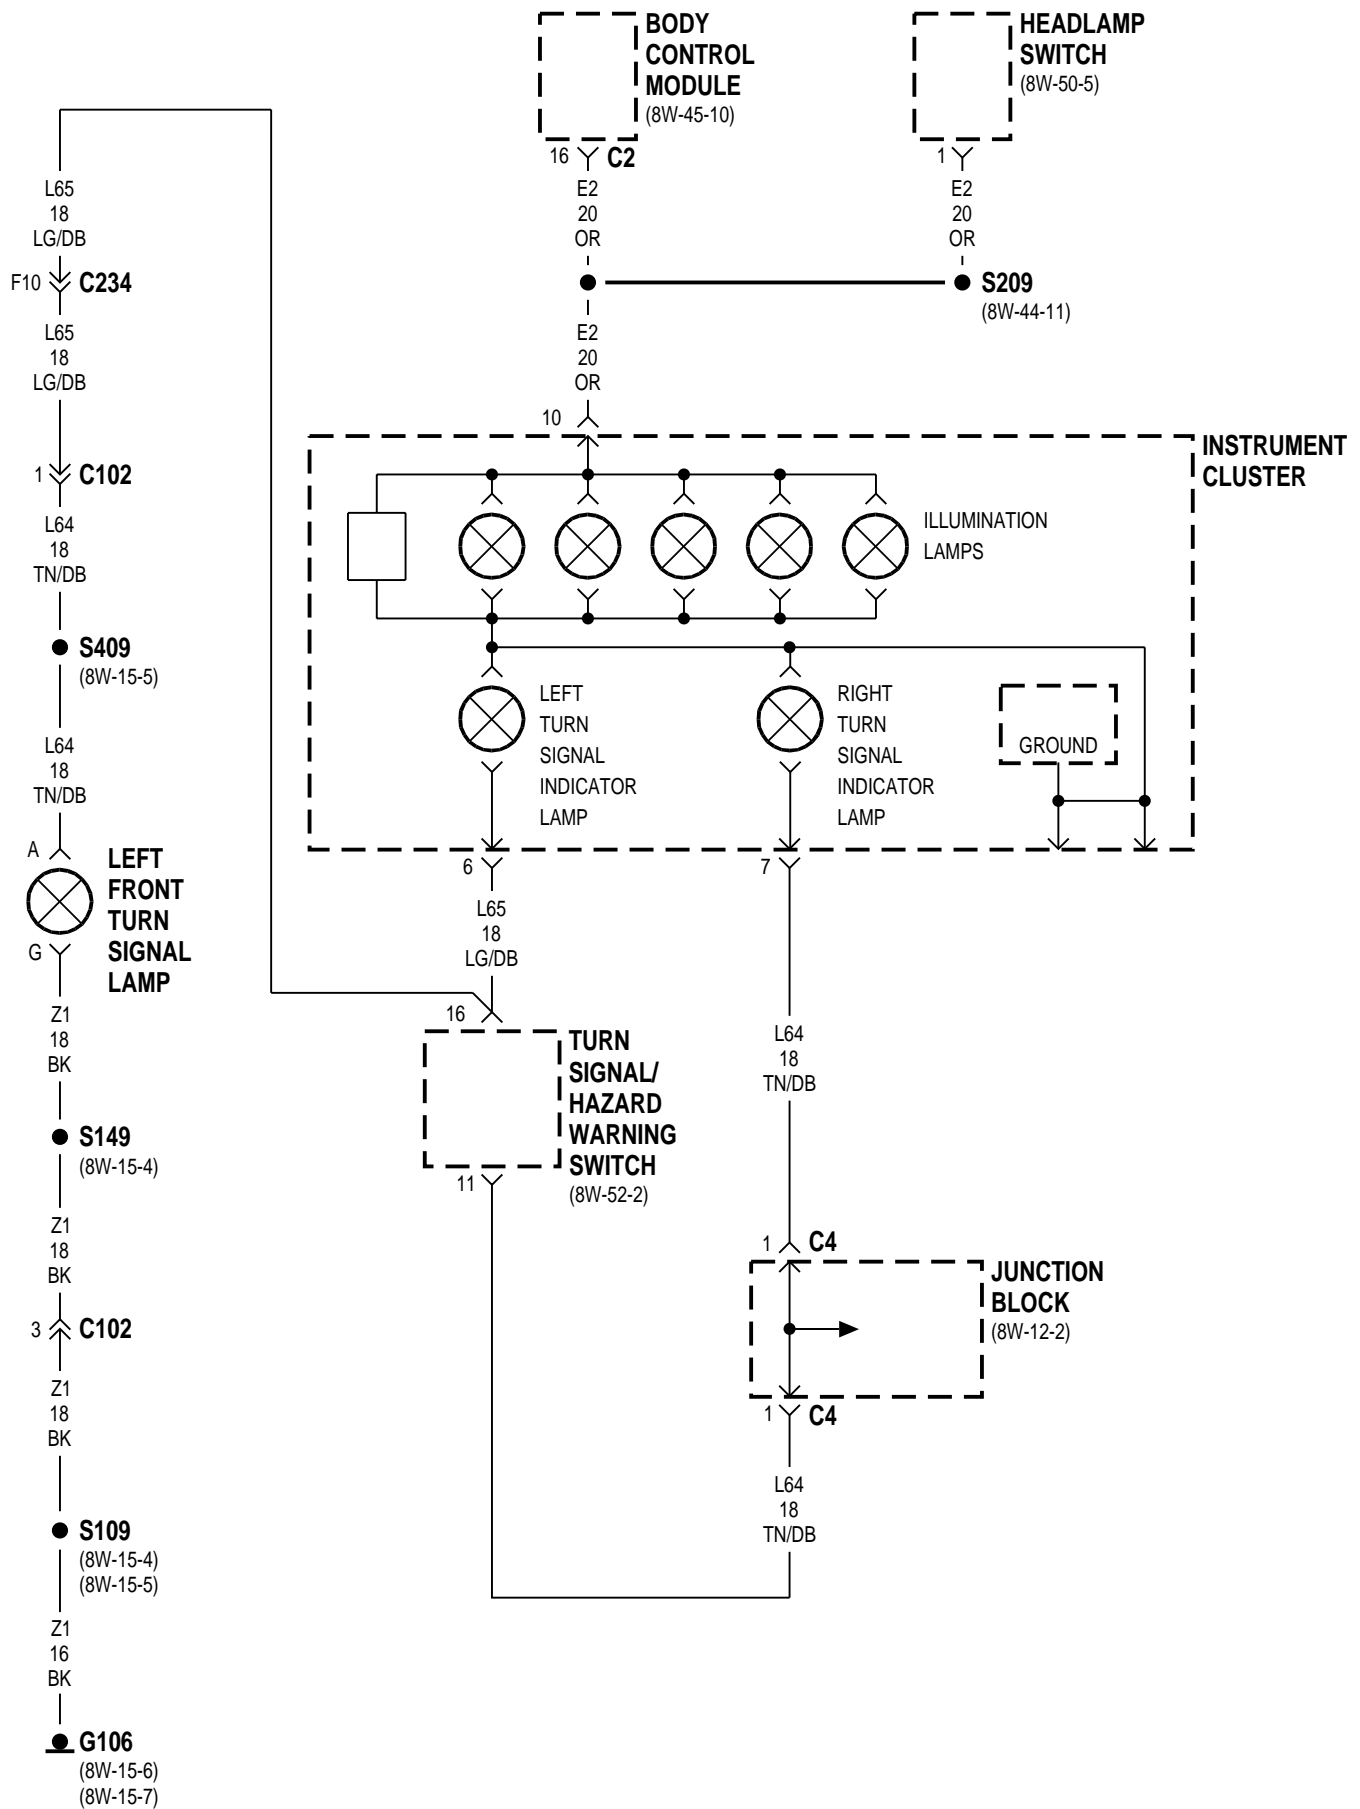 BODY
CONTROL
MODULE
(8W-45-10)
HEADLAMP
SWITCH
(8W-50-5)
16
C2
1
E2
20
OR
E2
20
OR
S209
(8W-44-11)
E2
20
OR
10
L65
18
LG/DB
F10
C234
L65
18
LG/DB
1
C102
L64
18
TN/DB
S409
(8W-15-5)
L64
18
TN/DB
A
LEFT
FRONT
TURN
SIGNAL
LAMP
G
Z1
18
BK
S149
(8W-15-4)
Z1
18
BK
3
C102
Z1
18
BK
S109
(8W-15-4)
(8W-15-5)
Z1
16
BK
G106
(8W-15-6)
(8W-15-7)
INSTRUMENT
CLUSTER
ILLUMINATION
LAMPS
LEFT
TURN
SIGNAL
INDICATOR
LAMP
RIGHT
TURN
SIGNAL
INDICATOR
LAMP
GROUND
6
7
L65
18
LG/DB
16
TURN
SIGNAL/
HAZARD
WARNING
SWITCH
(8W-52-2)
11
L64
18
TN/DB
1
C4
JUNCTION
BLOCK
(8W-12-2)
1
C4
L64
18
TN/DB